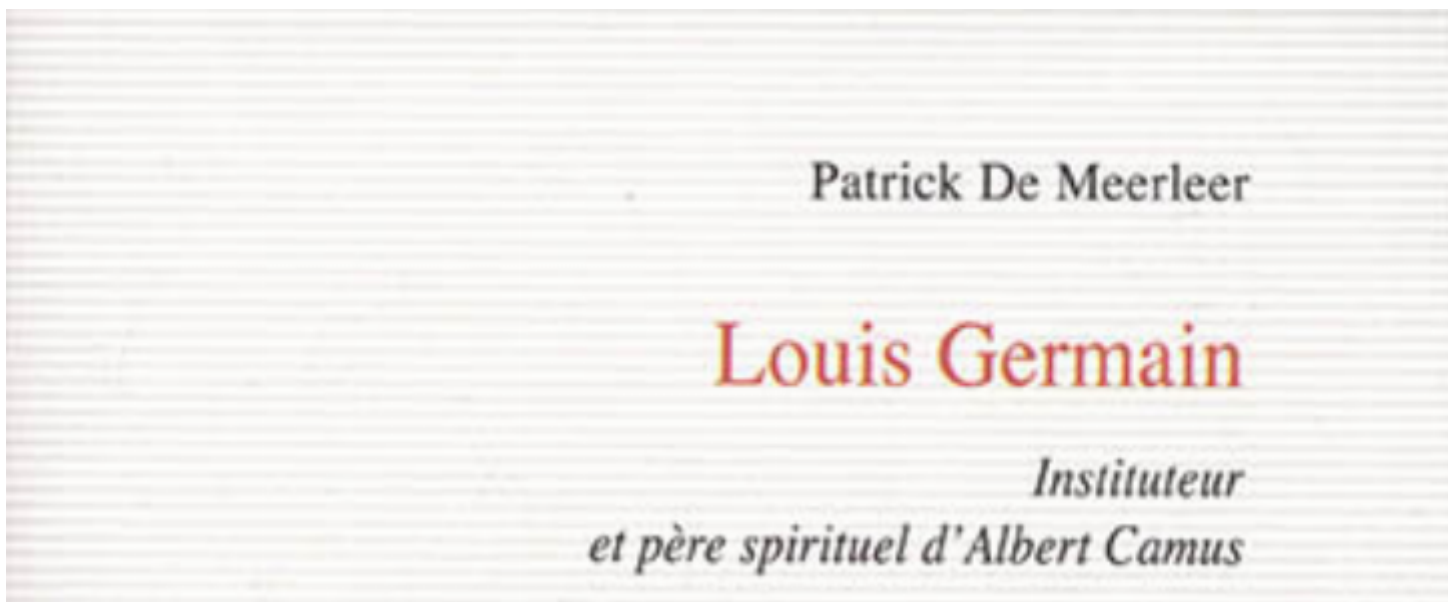 Patrick De Meerleer
Louis Germain
Instituteur
et père spirituel d'Albert Camus